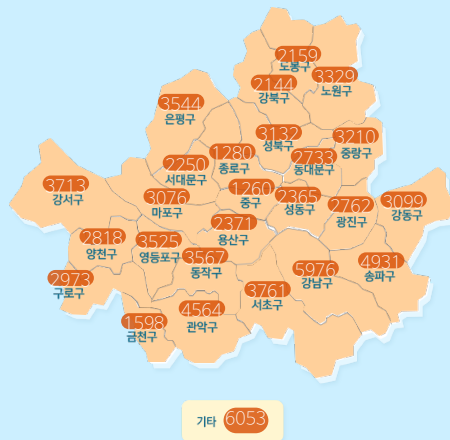 2159
노봉구
2144
강북구
3329
노원구
3544
은평구
3132
성북구
3210
중랑구
1280
종로구
2733
동대문구
2250
서대문구
3713
강서구
3076
마포구
1260
중구
2365
성동구
2762
광진구
3099
강동구
2371
용산구
2818
양천구
3525
영등포구
3567
동작구
4931
송파구
5976
강남구
2973
구로구
3761
서초구
4564
관악구
1598
금천구
기타 6053